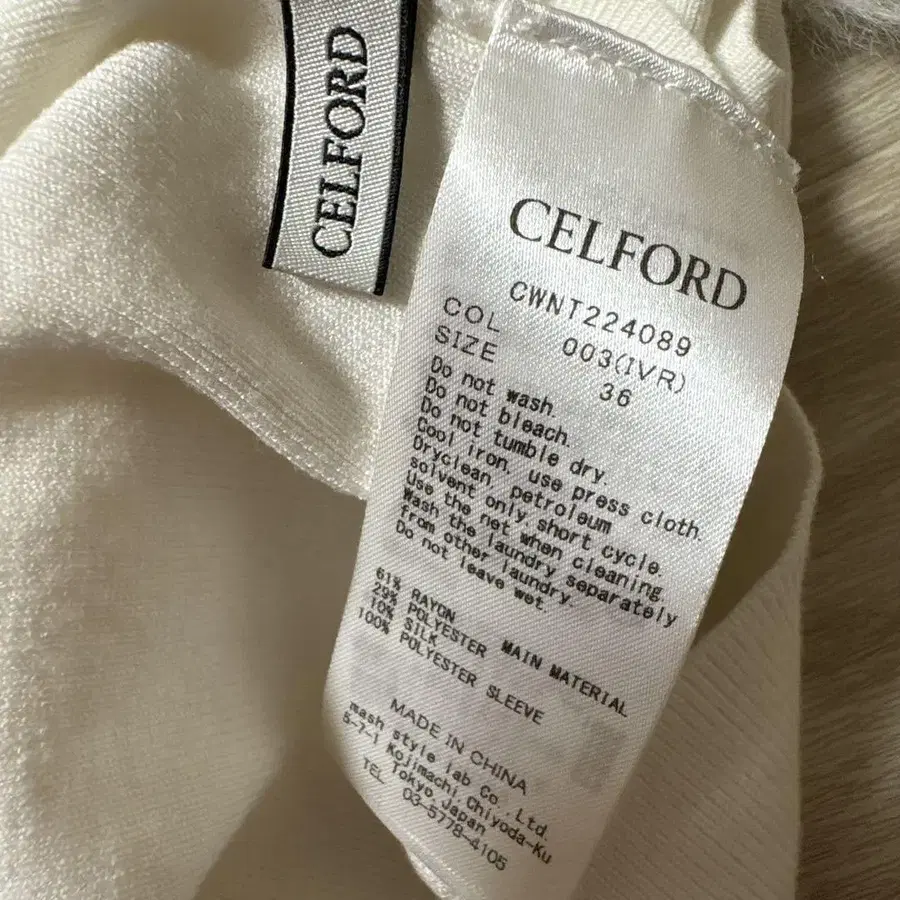 CELFORD
CELFORD
CWNT224089
COL 003(IVR)
SIZE 36
Do not wash.
Do not bleach.
Do not tumble dry.
Cool iron, use press cloth.
Dryclean, petroleum
solvent only short cycle.
Use the net when cleaning.
Wash the laundry separately
from other laundry.
Do not leave wet.
61% RAYON
29% POLYESTER MAIN MATERIAL
10% SILK
100% POLYESTER SLEEVE
MADE IN CHINA
mash style lab Co., Ltd.
5-7-1 Kojimachi, Chiyoda-Ku
Tokyo, Japan
TEL 03-5778-4105